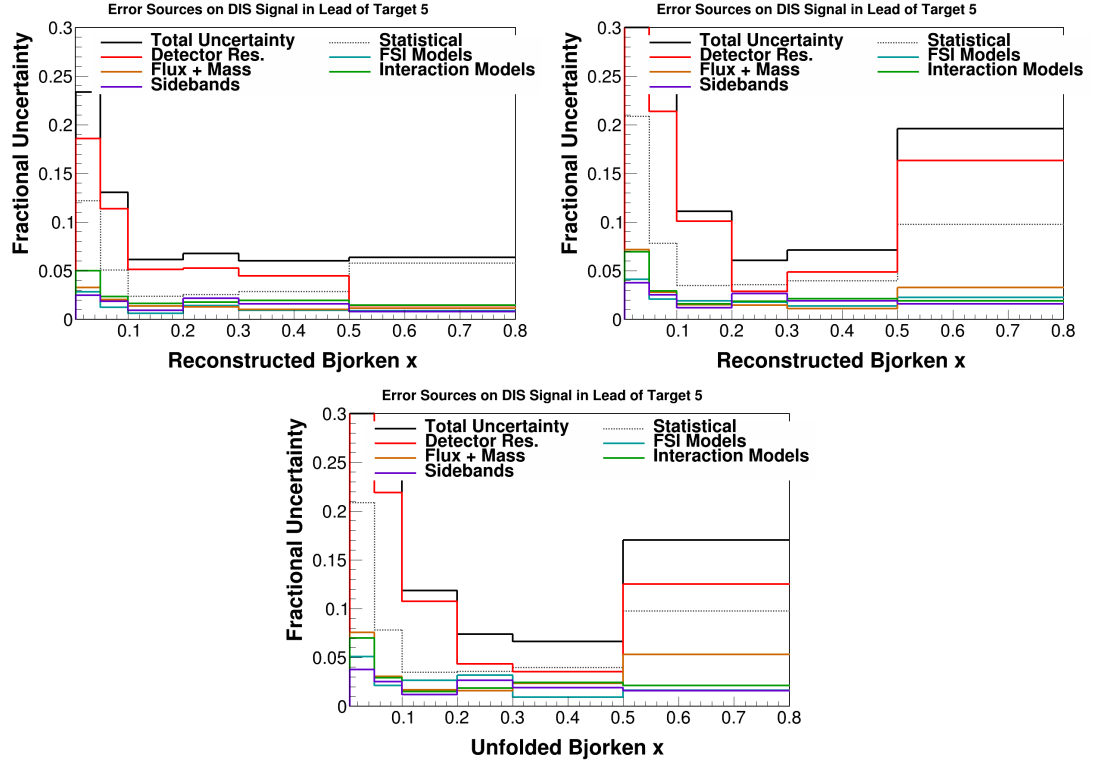 Error Sources on DIS Signal in Lead of Target 5
Total Uncertainty
Statistical
Detector Res.
FSI Models
Flux + Mass
Interaction Models
Sidebands
Fractional Uncertainty
0.3
0.25
0.2
0.15
0.1
0.05
0
0.1 0.2 0.3 0.4 0.5 0.6 0.7 0.8
Reconstructed Bjorken x
Error Sources on DIS Signal in Lead of Target 5
Total Uncertainty
Statistical
Detector Res.
FSI Models
Flux + Mass
Interaction Models
Sidebands
Fractional Uncertainty
0.3
0.25
0.2
0.15
0.1
0.05
0
0.1 0.2 0.3 0.4 0.5 0.6 0.7 0.8
Reconstructed Bjorken x
Error Sources on DIS Signal in Lead of Target 5
Total Uncertainty
Statistical
Detector Res.
FSI Models
Flux + Mass
Interaction Models
Sidebands
Fractional Uncertainty
0.3
0.25
0.2
0.15
0.1
0.05
0
0.1 0.2 0.3 0.4 0.5 0.6 0.7 0.8
Unfolded Bjorken x